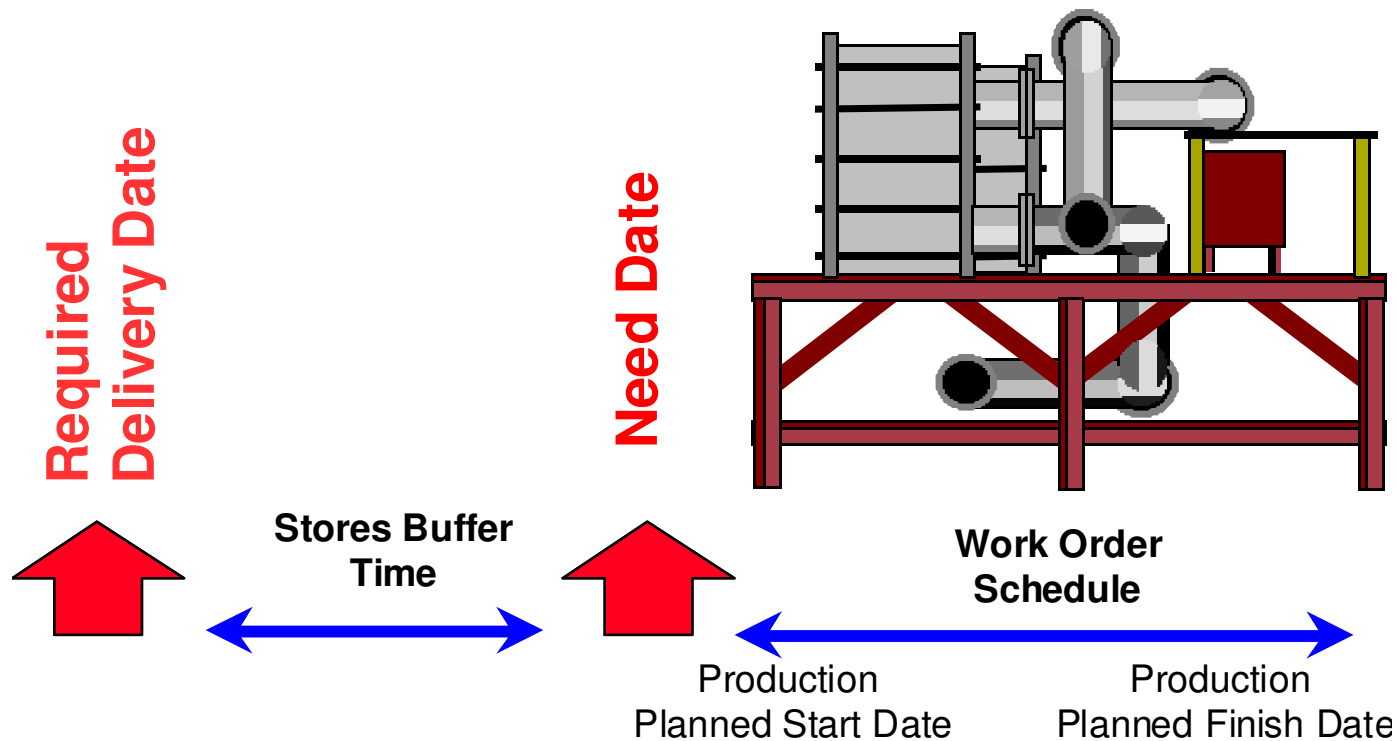 Required
Delivery Date
Need Date
Stores Buffer
Time
Work Order
Schedule
Production
Planned Start Date
Production
Planned Finish Date